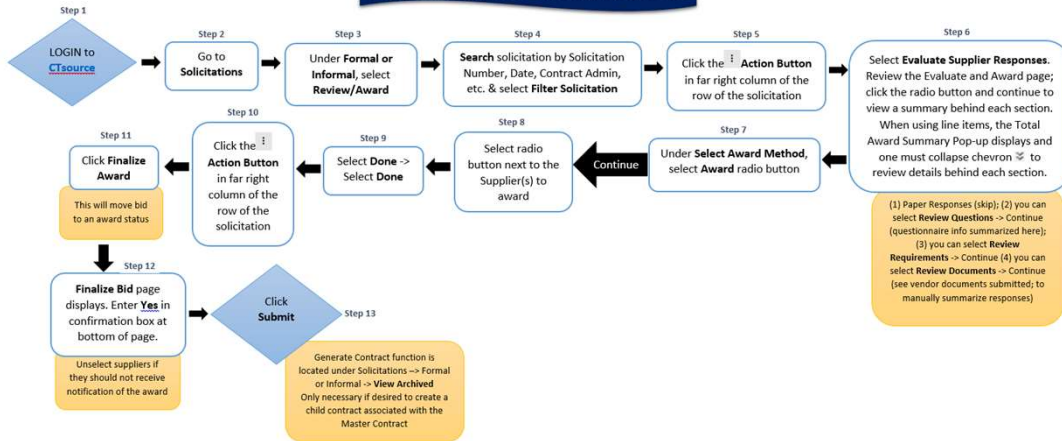 Step 1
LOGIN to
CTsource
Step 2
Go to
Solicitations
Step 3
Under Formal or
Informal, select
Review/Award
Step 4
Search solicitation by Solicitation
Number, Date, Contract Admin,
etc. & select Filter Solicitation
Step 5
Click the ⋮ Action Button
in far right column of the
row of the solicitation
Step 6
Select Evaluate Supplier Responses.
Review the Evaluate and Award page;
click the radio button and continue to
view a summary behind each section.
When using line items, the Total
Award Summary Pop-up displays and
one must collapse chevron to
review details behind each section.
(1) Paper Responses (skip); (2) you can
select Review Questions -> Continue
(questionnaire info summarized here);
(3) you can select Review
Requirements -> Continue (4) you can
select Review Documents -> Continue
(see vendor documents submitted; to
manually summarize responses)
Step 7
Under Select Award Method,
select Award radio button
Continue
Step 8
Select radio
button next to the
Supplier(s) to
award
Step 9
Select Done ->
Select Done
Step 10
Click the ⋮
Action Button
in far right
column of the
row of the
solicitation
Step 11
Click Finalize
Award
This will move bid
to an award status
Step 12
Finalize Bid page
displays. Enter Yes in
confirmation box at
bottom of page.
Unselect suppliers if
they should not receive
notification of the award
Click
Submit
Step 13
Generate Contract function is
located under Solicitations –> Formal
or Informal -> View Archived
Only necessary if desired to create a
child contract associated with the
Master Contract